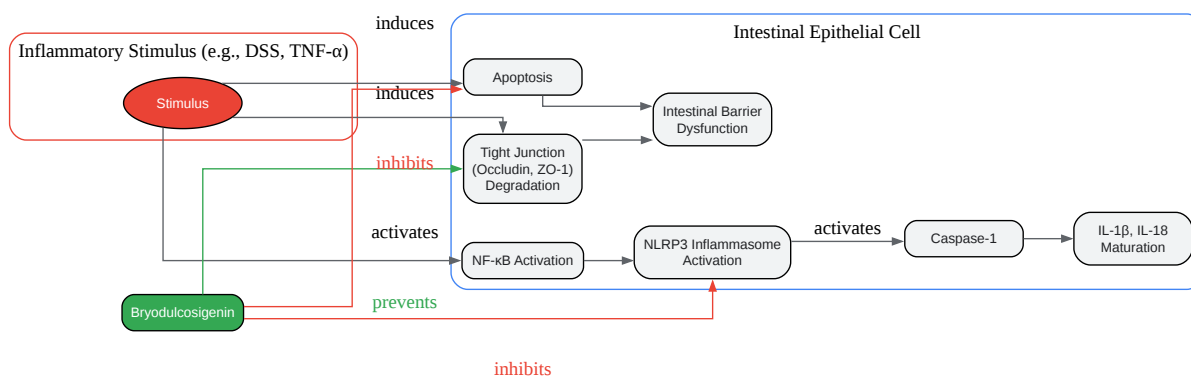 induces
Intestinal Epithelial Cell
Inflammatory Stimulus (e.g., DSS, TNF-α)
Apoptosis
Stimulus
induces
Intestinal Barrier
Dysfunction
Tight Junction
(Occludin, ZO-1)
Degradation
inhibits
activates
NF-κB Activation
NLRP3 Inflammasome
Activation
activates
Caspase-1
IL-1β, IL-18
Maturation
Bryodulcosigenin
prevents
inhibits